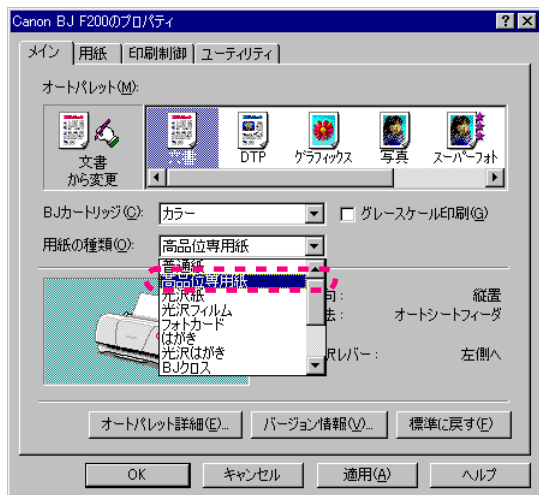 Canon BJ F200のプロパティ
メイン 用紙 印刷制御 ユーティリティ
オートパレット(M):
文書 DTP グラフィックス 写真 スーパーフォト
文書
から変更
BJカートリッジ(C): カラー グレースケール印刷(G)
用紙の種類(O): 高品位専用紙
普通紙
高品位専用紙
光沢紙 縦置
光沢フィルム オートシートフィーダ
フォトカード
はがき
光沢はがき レバー: 左側へ
BJクロス
オートパレット詳細(E)... バージョン情報(V)... 標準に戻す(F)
OK キャンセル 適用(A) ヘルプ